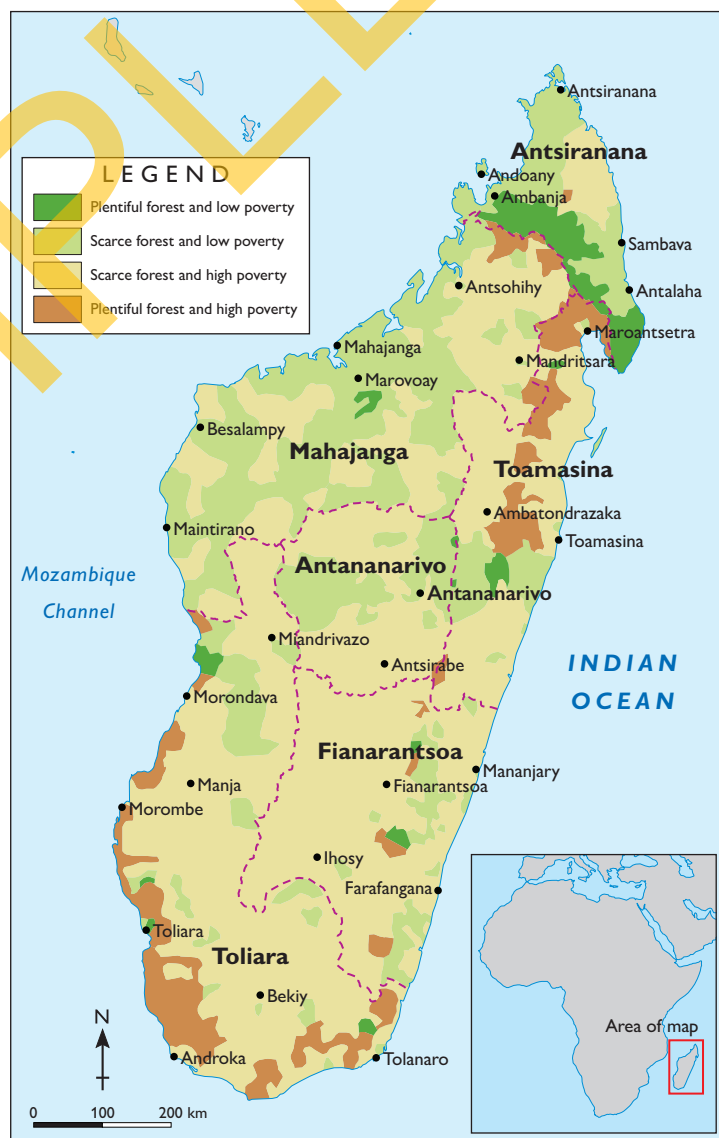 Antsiranana
Antsiranana
LEGEND
Plentiful forest and low poverty
Scarce forest and low poverty
Scarce forest and high poverty
Plentiful forest and high poverty
Andoany
Ambanja
Sambava
Antsohihy
Antalaha
Maroantsetra
Mahajanga
Mandritsara
Marovoay
Besalampy
Mahajanga
Toamasina
Ambatondrazaka
Maintirano
Toamasina
Antananarivo
Mozambique
Channel
Antananarivo
Miandrivazo
Antsirabe
INDIAN
OCEAN
Morondava
Fianarantsoa
Mananjary
Manja
Fianarantsoa
Morombe
Ihosy
Farafangana
Toliara
Toliara
Bekiy
N
Area of map
Androka
Tolanaro
0 100 200 km